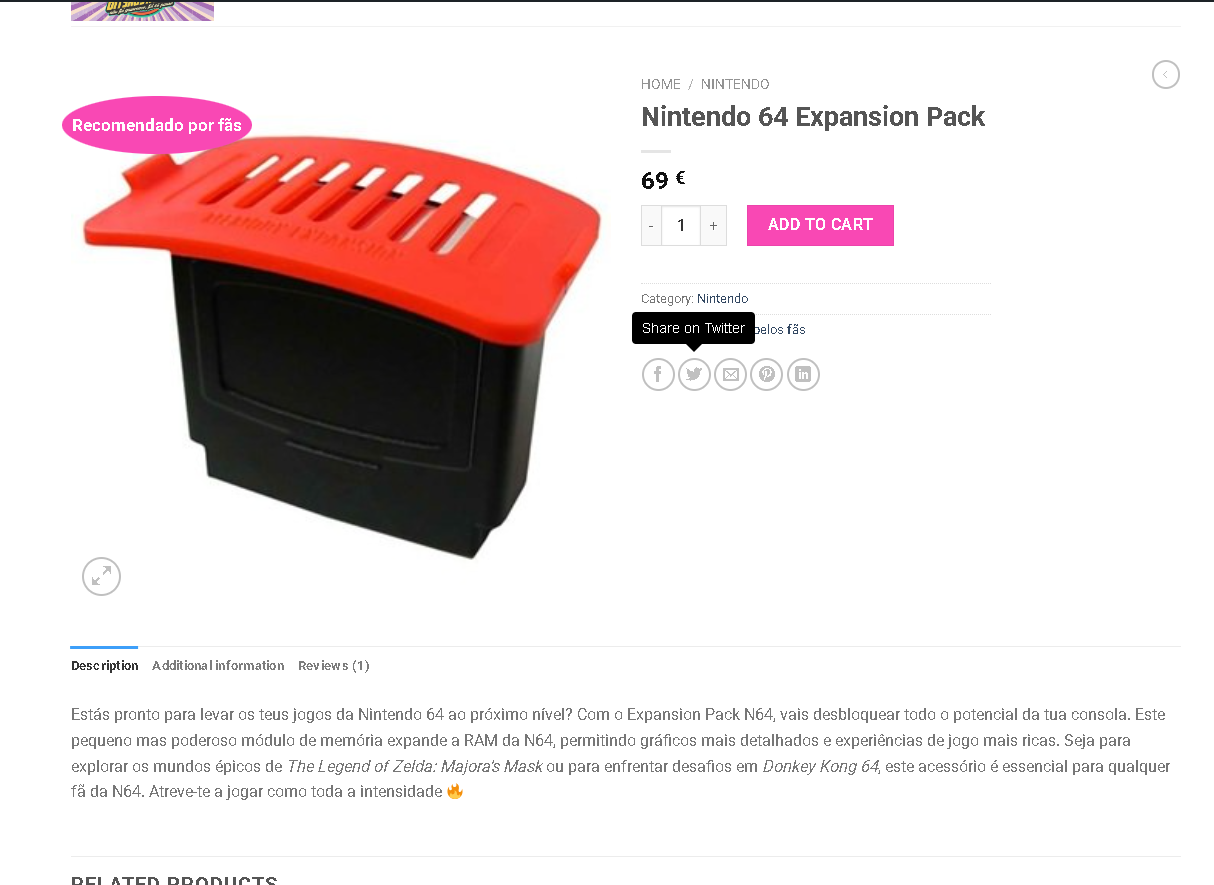 HOME / NINTENDO
Nintendo 64 Expansion Pack
Recomendado por fãs
69 €
- 1 +
ADD TO CART
MEMORY EXPANSION
Category: Nintendo
Share on Twitter
pelos fãs
Description
Additional information
Reviews (1)
Estás pronto para levar os teus jogos da Nintendo 64 ao próximo nível? Com o Expansion Pack N64, vais desbloquear todo o potencial da tua consola. Este
pequeno mas poderoso módulo de memória expande a RAM da N64, permitindo gráficos mais detalhados e experiências de jogo mais ricas. Seja para
explorar os mundos épicos de The Legend of Zelda: Majora's Mask ou para enfrentar desafios em Donkey Kong 64, este acessório é essencial para qualquer
fã da N64. Atreve-te a jogar como toda a intensidade 🔥
RELATED PRODUCTS